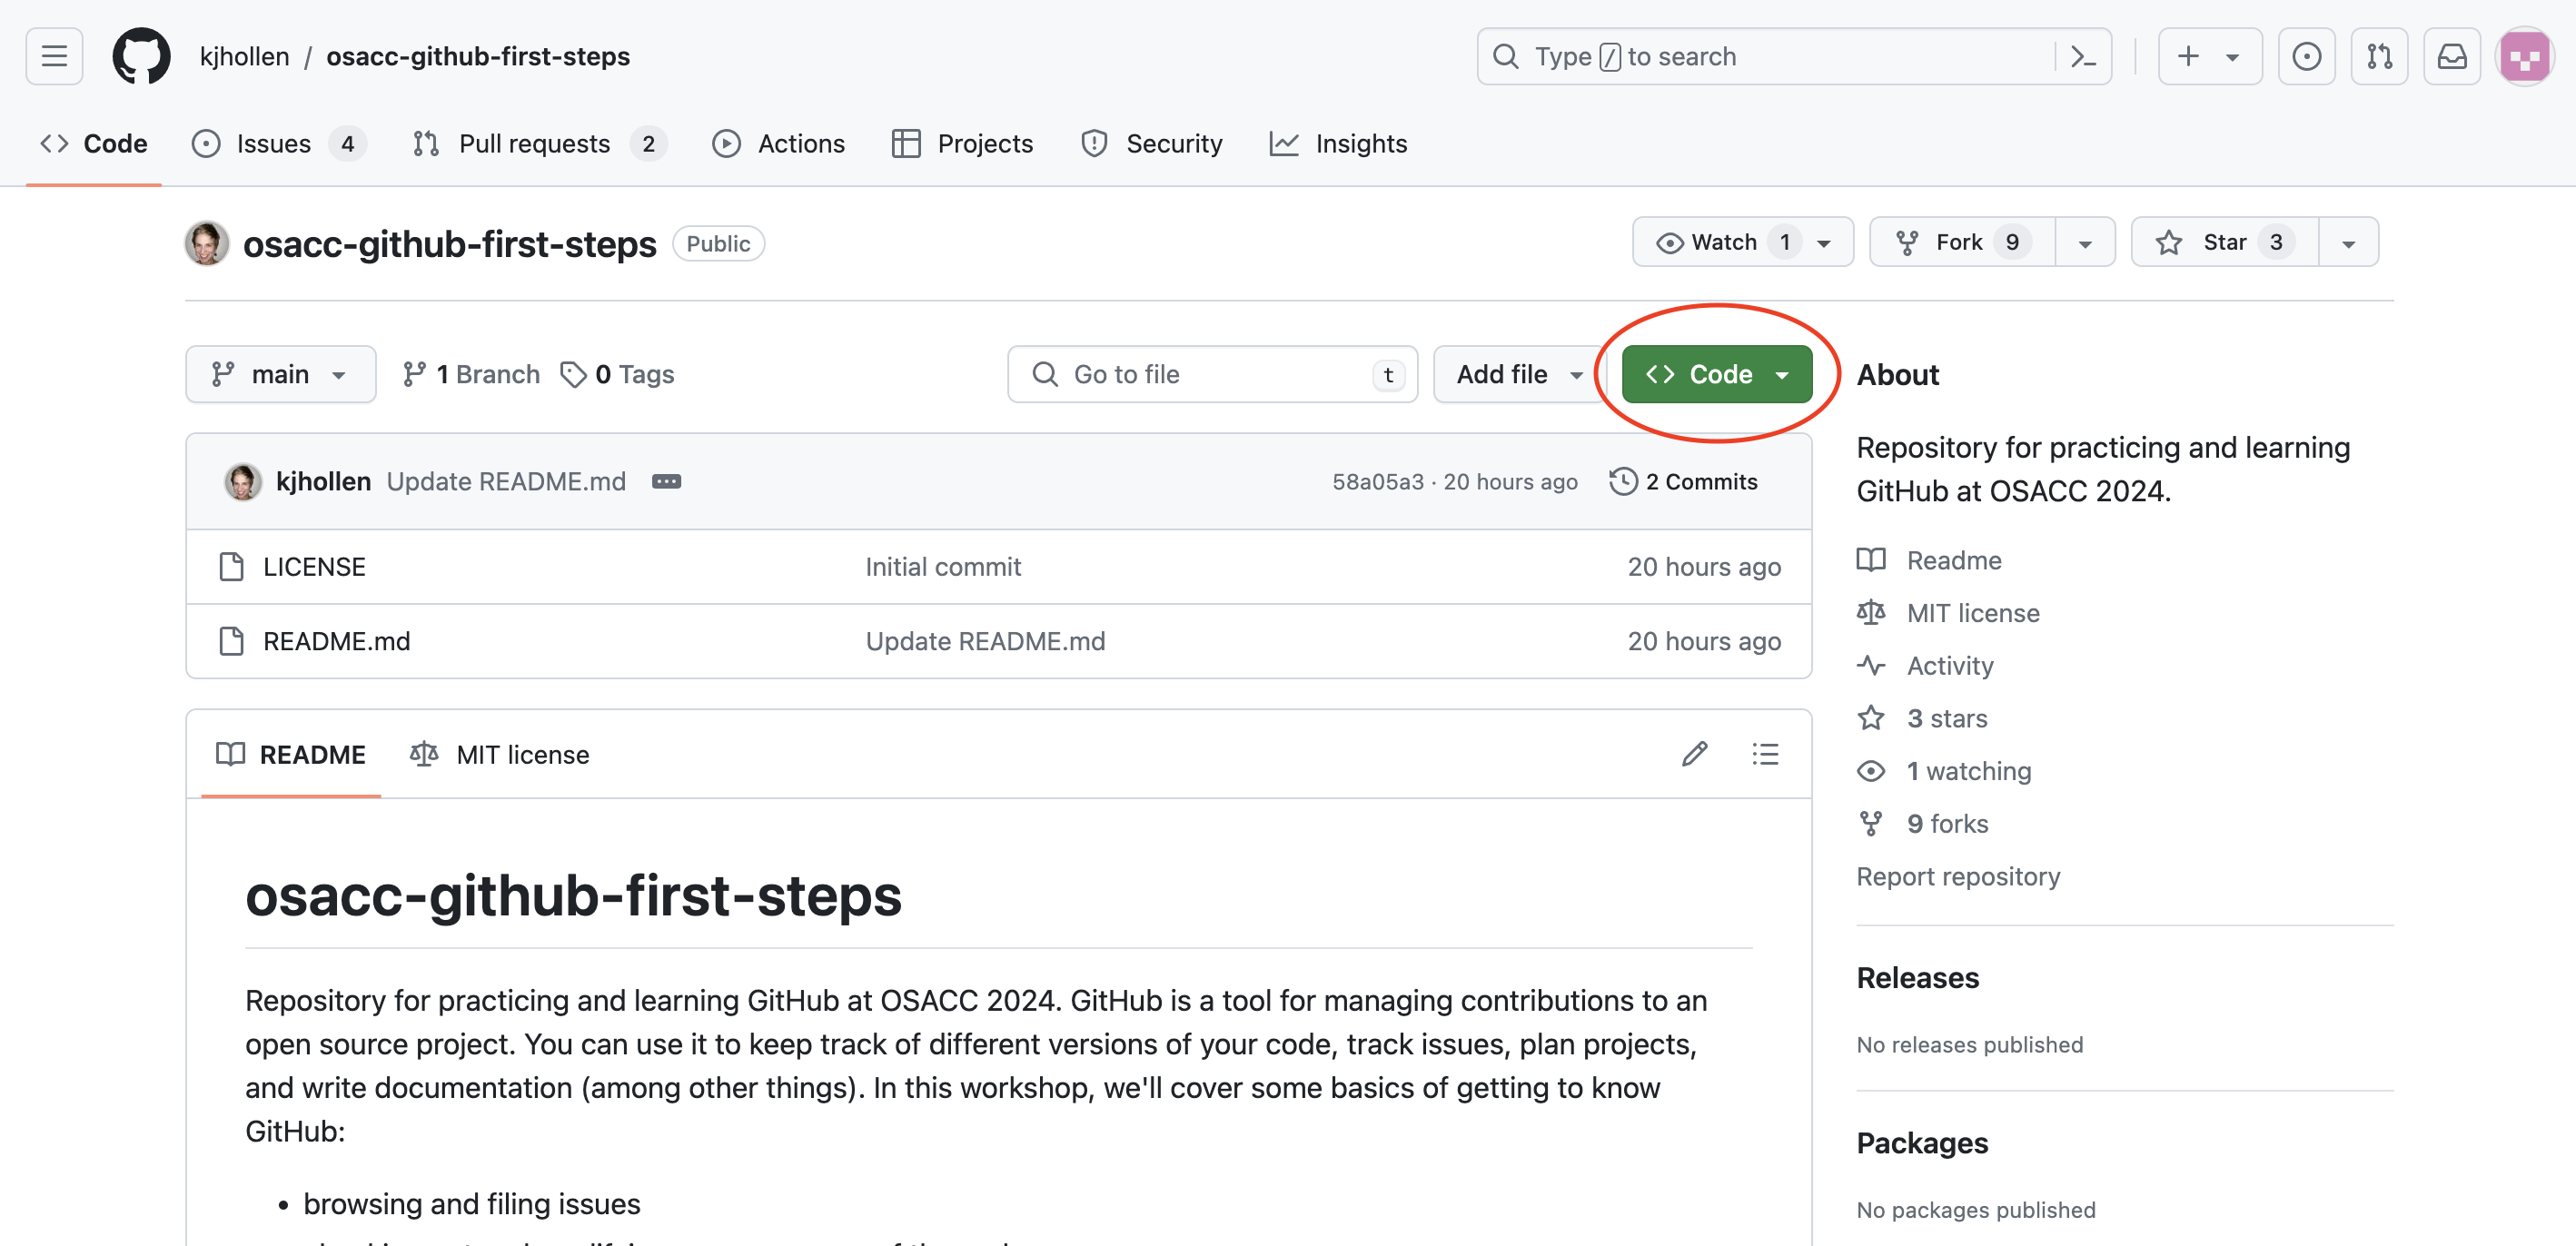 kjhollen / osacc-github-first-steps
Type / to search
Code
Issues 4
Pull requests 2
Actions
Projects
Security
Insights
osacc-github-first-steps Public
Watch 1
Fork 9
Star 3
main
1 Branch
0 Tags
Go to file t
Add file
Code
kjhollen Update README.md
58a05a3 · 20 hours ago
2 Commits
LICENSE Initial commit 20 hours ago
README.md Update README.md 20 hours ago
README
MIT license
osacc-github-first-steps
Repository for practicing and learning GitHub at OSACC 2024. GitHub is a tool for managing contributions to an
open source project. You can use it to keep track of different versions of your code, track issues, plan projects,
and write documentation (among other things). In this workshop, we'll cover some basics of getting to know
GitHub:
• browsing and filing issues
About
Repository for practicing and learning
GitHub at OSACC 2024.
Readme
MIT license
Activity
3 stars
1 watching
9 forks
Report repository
Releases
No releases published
Packages
No packages published